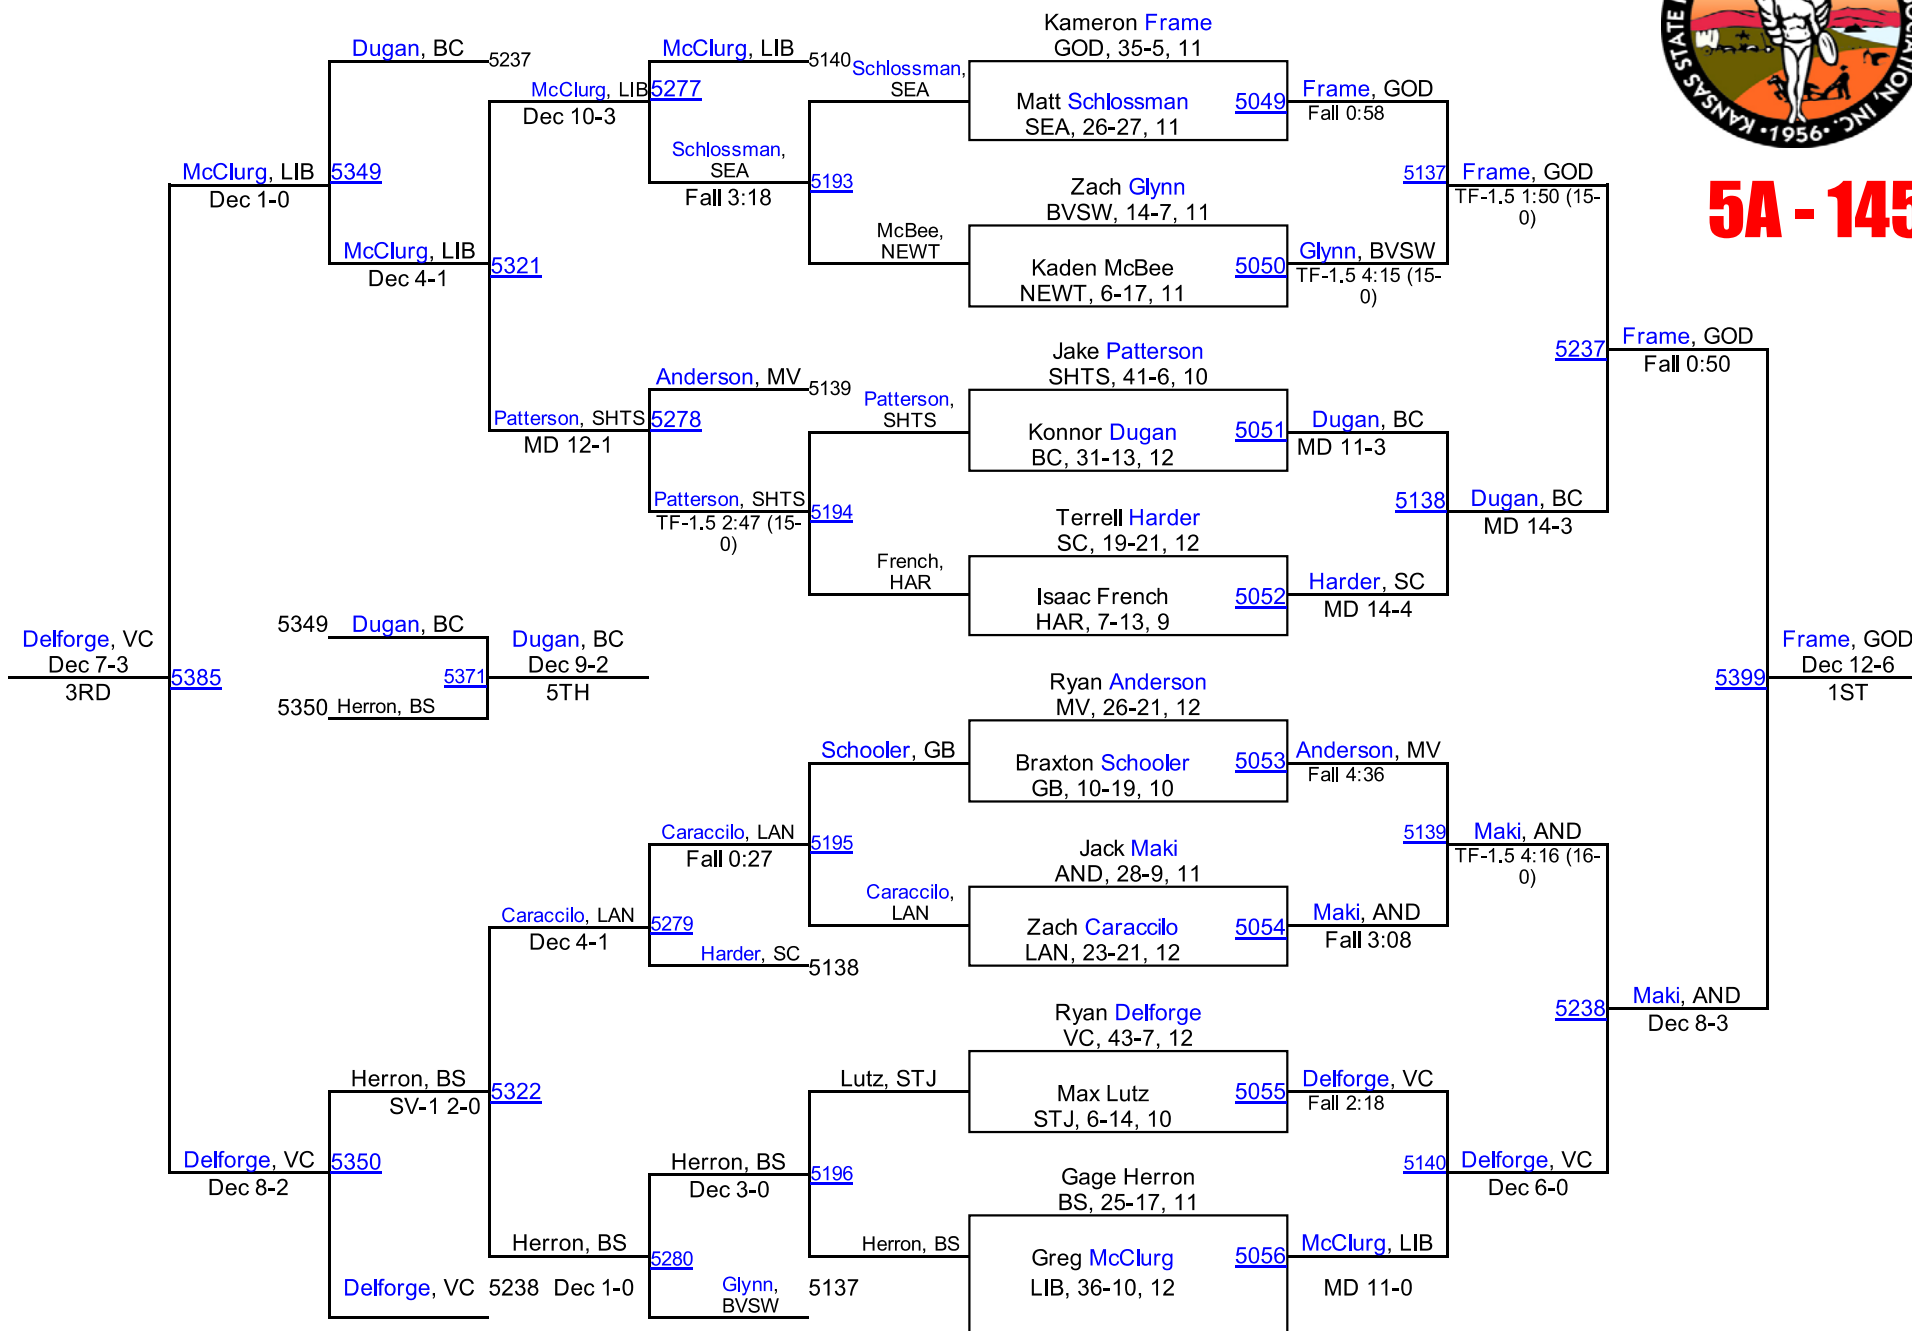 KANSAS STATE
OCIATION, INC.
•1956•
5A - 145
Kameron Frame
GOD, 35-5, 11
Matt Schlossman
SEA, 26-27, 11
5049
Zach Glynn
BVSW, 14-7, 11
Kaden McBee
NEWT, 6-17, 11
5050
Jake Patterson
SHTS, 41-6, 10
Konnor Dugan
BC, 31-13, 12
5051
Terrell Harder
SC, 19-21, 12
Isaac French
HAR, 7-13, 9
5052
Ryan Anderson
MV, 26-21, 12
Braxton Schooler
GB, 10-19, 10
5053
Jack Maki
AND, 28-9, 11
Zach Caraccilo
LAN, 23-21, 12
5054
Ryan Delforge
VC, 43-7, 12
Max Lutz
STJ, 6-14, 10
5055
Gage Herron
BS, 25-17, 11
Greg McClurg
LIB, 36-10, 12
5056
Frame, GOD
Fall 0:58
Glynn, BVSW
TF-1.5 4:15 (15-
0)
Dugan, BC
MD 11-3
Harder, SC
MD 14-4
Anderson, MV
Fall 4:36
Maki, AND
Fall 3:08
Delforge, VC
Fall 2:18
McClurg, LIB
MD 11-0
5137
Frame, GOD
TF-1.5 1:50 (15-
0)
5138
Dugan, BC
MD 14-3
5139
Maki, AND
TF-1.5 4:16 (16-
0)
5140
Delforge, VC
Dec 6-0
5237
Frame, GOD
Fall 0:50
5238
Maki, AND
Dec 8-3
5399
Frame, GOD
Dec 12-6
1ST
Schlossman,
SEA
McBee,
NEWT
Patterson,
SHTS
French,
HAR
Schooler, GB
Caraccilo,
LAN
Lutz, STJ
Herron, BS
McClurg, LIB
5140
Schlossman,
SEA
Fall 3:18
5193
Anderson, MV
5139
Patterson, SHTS
TF-1.5 2:47 (15-
0)
5194
Caraccilo, LAN
Fall 0:27
5195
Harder, SC
5138
Herron, BS
Dec 3-0
5196
Glynn,
BVSW
5137
McClurg, LIB
Dec 10-3
5277
Patterson, SHTS
MD 12-1
5278
Caraccilo, LAN
Dec 4-1
5279
Herron, BS
Dec 1-0
5280
Dugan, BC
5237
McClurg, LIB
Dec 4-1
5321
Herron, BS
SV-1 2-0
5322
Delforge, VC
5238
McClurg, LIB
Dec 1-0
5349
Delforge, VC
Dec 8-2
5350
Delforge, VC
Dec 7-3
3RD
5385
5349
Dugan, BC
5350
Herron, BS
5371
Dugan, BC
Dec 9-2
5TH